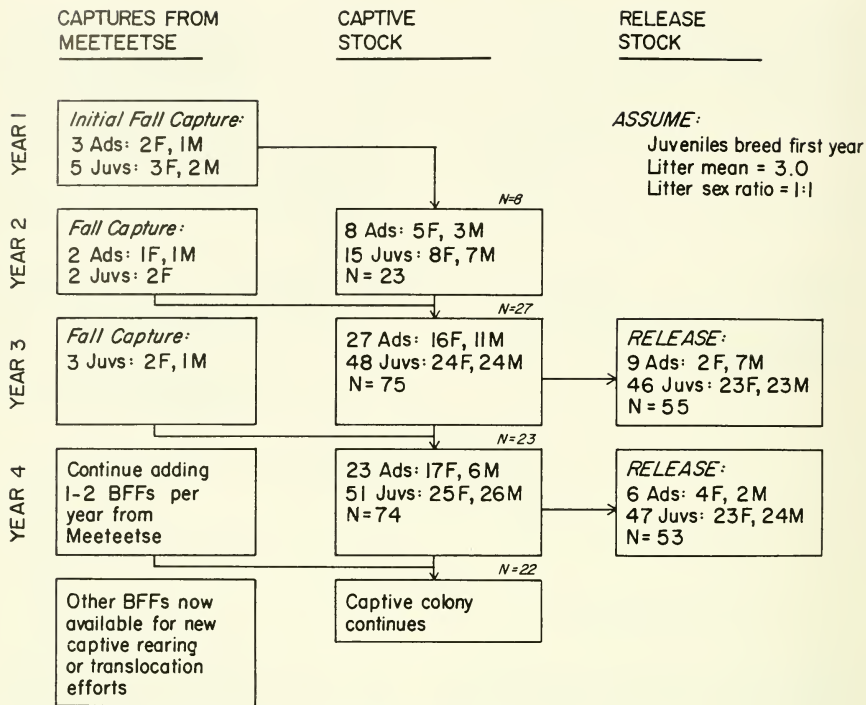 CAPTURES FROM
MEETEETSE
CAPTIVE
STOCK
RELEASE
STOCK
YEAR 1
Initial Fall Capture:
3 Ads: 2F, 1M
5 Juvs: 3F, 2M
ASSUME:
Juveniles breed first year
Litter mean = 3.0
Litter sex ratio = 1:1
N=8
YEAR 2
Fall Capture:
2 Ads: 1F, 1M
2 Juvs: 2F
8 Ads: 5F, 3M
15 Juvs: 8F, 7M
N = 23
N=27
YEAR 3
Fall Capture:
3 Juvs: 2F, 1M
27 Ads: 16F, 11M
48 Juvs: 24F, 24M
N = 75
RELEASE:
9 Ads: 2F, 7M
46 Juvs: 23F, 23M
N = 55
N=23
YEAR 4
Continue adding
1-2 BFFs per
year from
Meeteetse
23 Ads: 17F, 6M
51 Juvs: 25F, 26M
N=74
RELEASE:
6 Ads: 4F, 2M
47 Juvs: 23F, 24M
N= 53
N=22
Other BFFs now
available for new
captive rearing
or translocation
efforts
Captive colony
continues